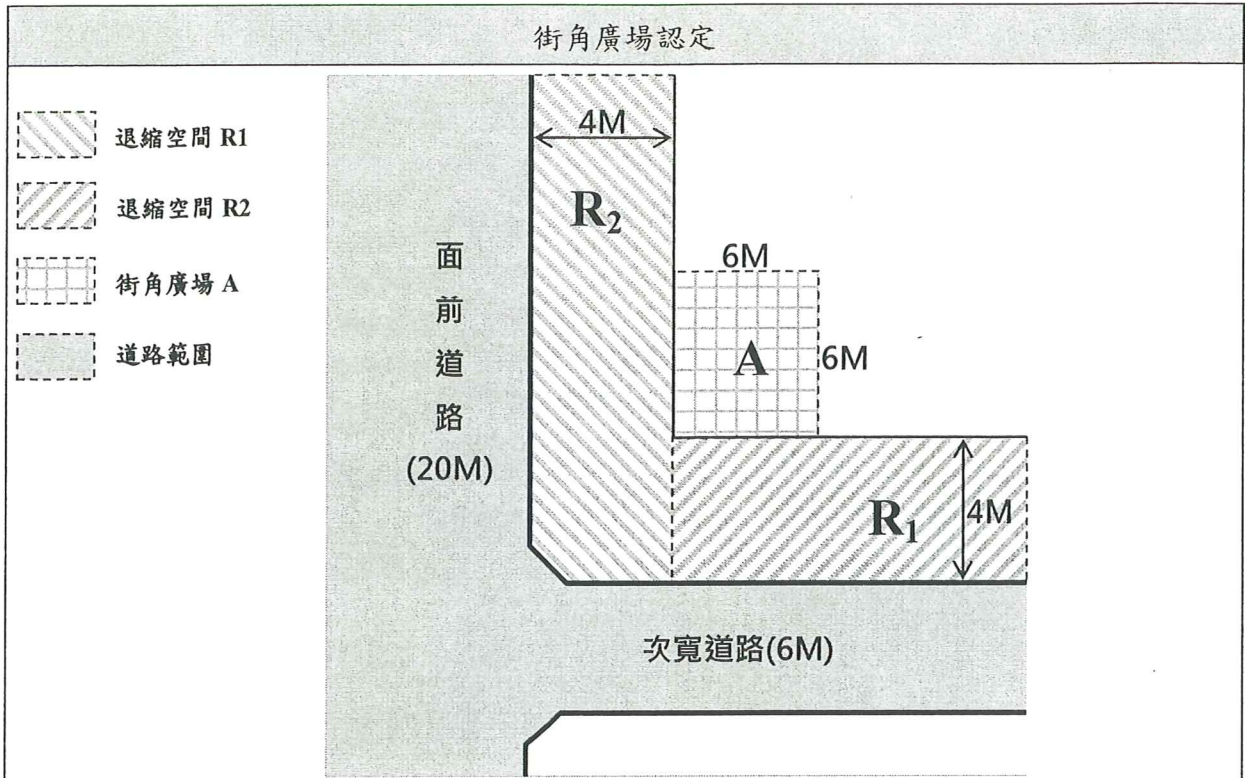 街角廣場認定
退縮空間 R1
退縮空間 R2
街角廣場 A
道路範圍
4M
R₂
面前道路
(20M)
6M
A
6M
R₁
4M
次寬道路(6M)